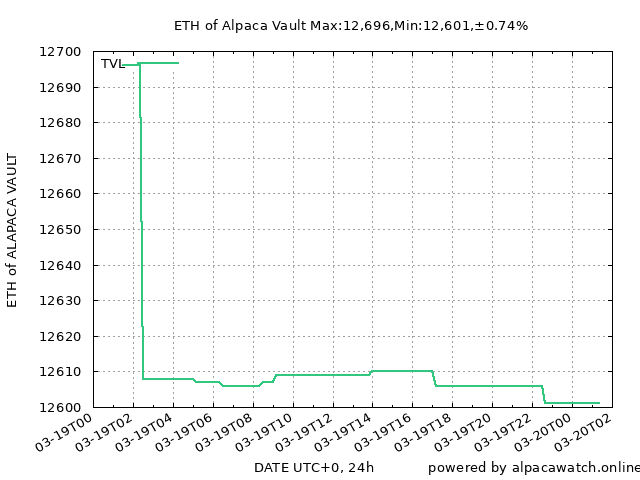 ETH of Alpaca Vault Max:12,696,Min:12,601,±0.74%
TVL
ETH of ALAPACA VAULT
12700
12690
12680
12670
12660
12650
12640
12630
12620
12610
12600
03-19T00
03-19T02
03-19T04
03-19T06
03-19T08
03-19T10
03-19T12
03-19T14
03-19T16
03-19T18
03-19T20
03-19T22
03-20T00
03-20T02
DATE UTC+0, 24h
powered by alpacawatch.online